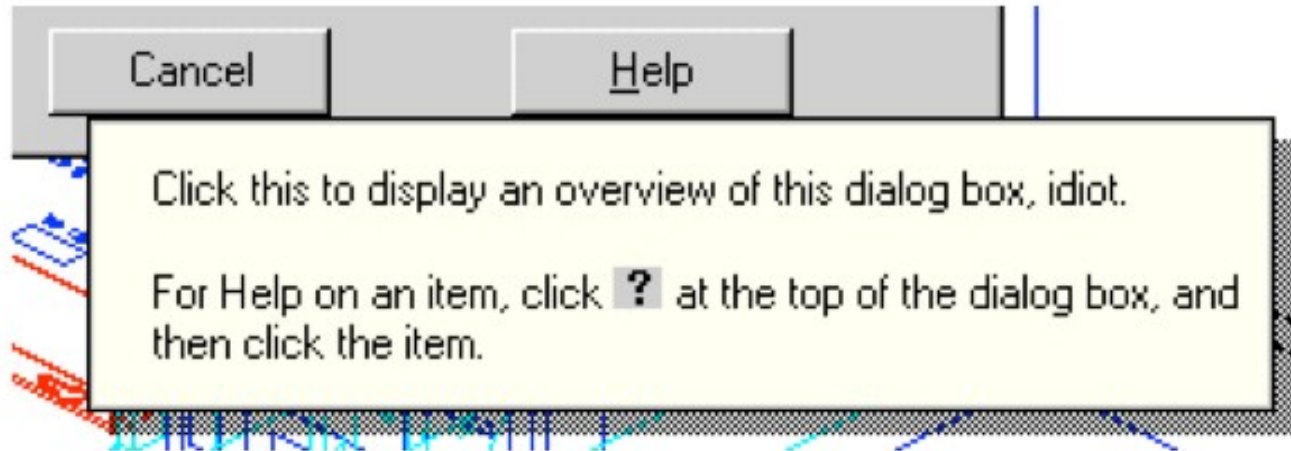 Cancel
Help
Click this to display an overview of this dialog box, idiot.
For Help on an item, click ? at the top of the dialog box, and
then click the item.